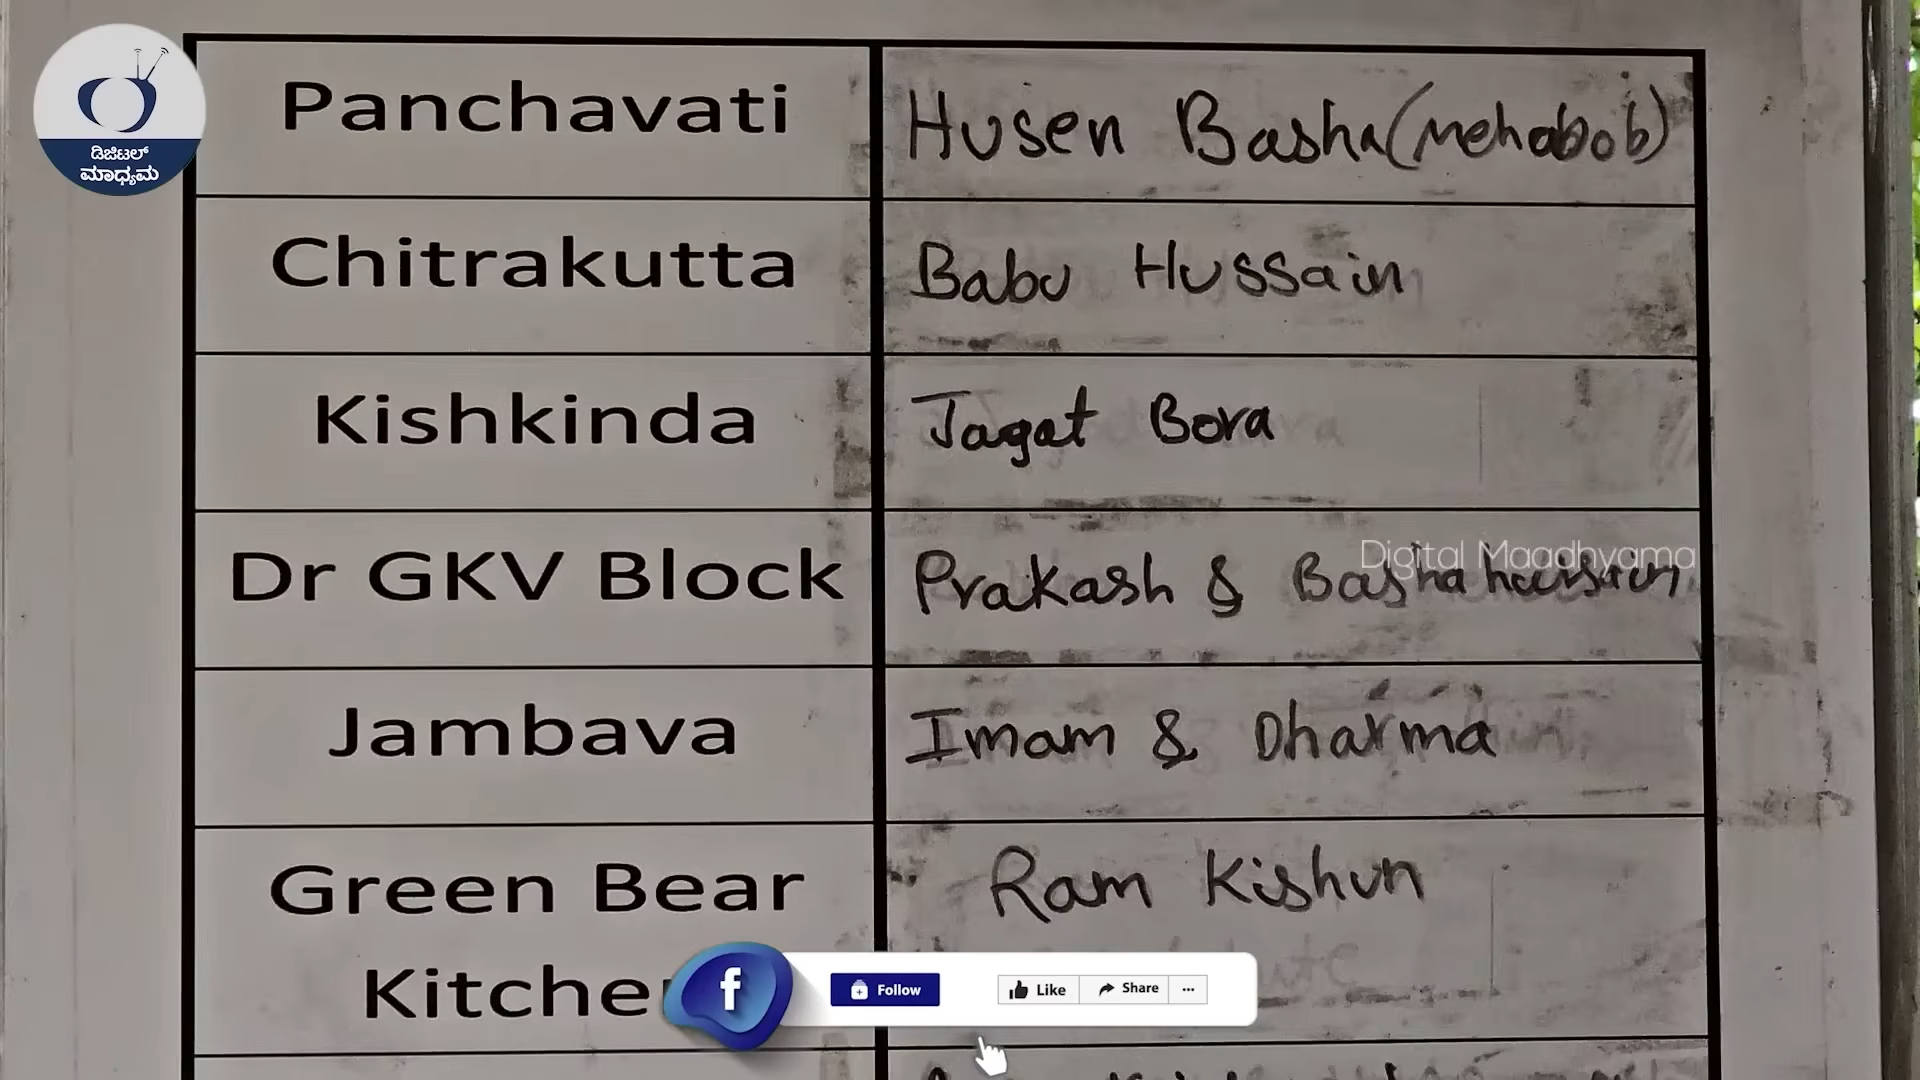 ಡಿಜಿಟಲ್
ಮಾಧ್ಯಮ
Panchavati Husen Basha (Mehabob)
Chitrakutta Babu Hussain
Kishkinda Jagat Bora
Digital Maadhyama
Dr GKV Block Prakash & Basha hussain
Jambava Imam & Dharma
Green Bear Ram Kishun
Follow Like Share